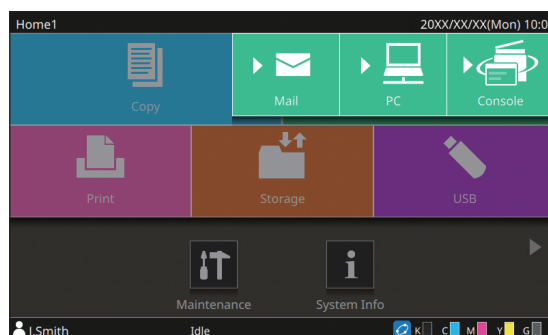 Home1 20XX/XX/XX(Mon) 10:0
Copy Mail PC Console
Print Storage USB
Maintenance System Info
J.Smith Idle K C M Y G